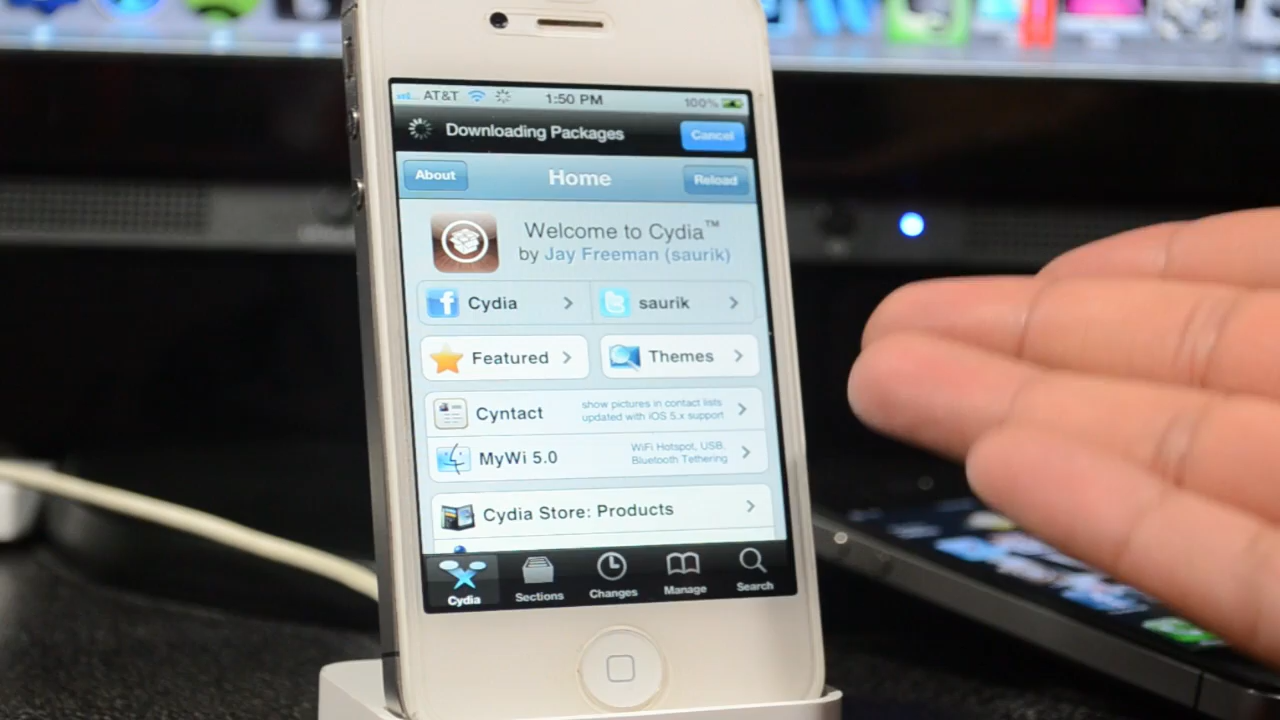 AT&T 1:50 PM 100%
Downloading Packages Cancel
About Home Reload
Welcome to Cydia™
by Jay Freeman (saurik)
Cydia saurik
Featured Themes
Cyntact show pictures in contact lists
updated with iOS 5.x support
MyWi 5.0 WiFi Hotspot, USB,
Bluetooth Tethering
Cydia Store: Products
Cydia Sections Changes Manage Search